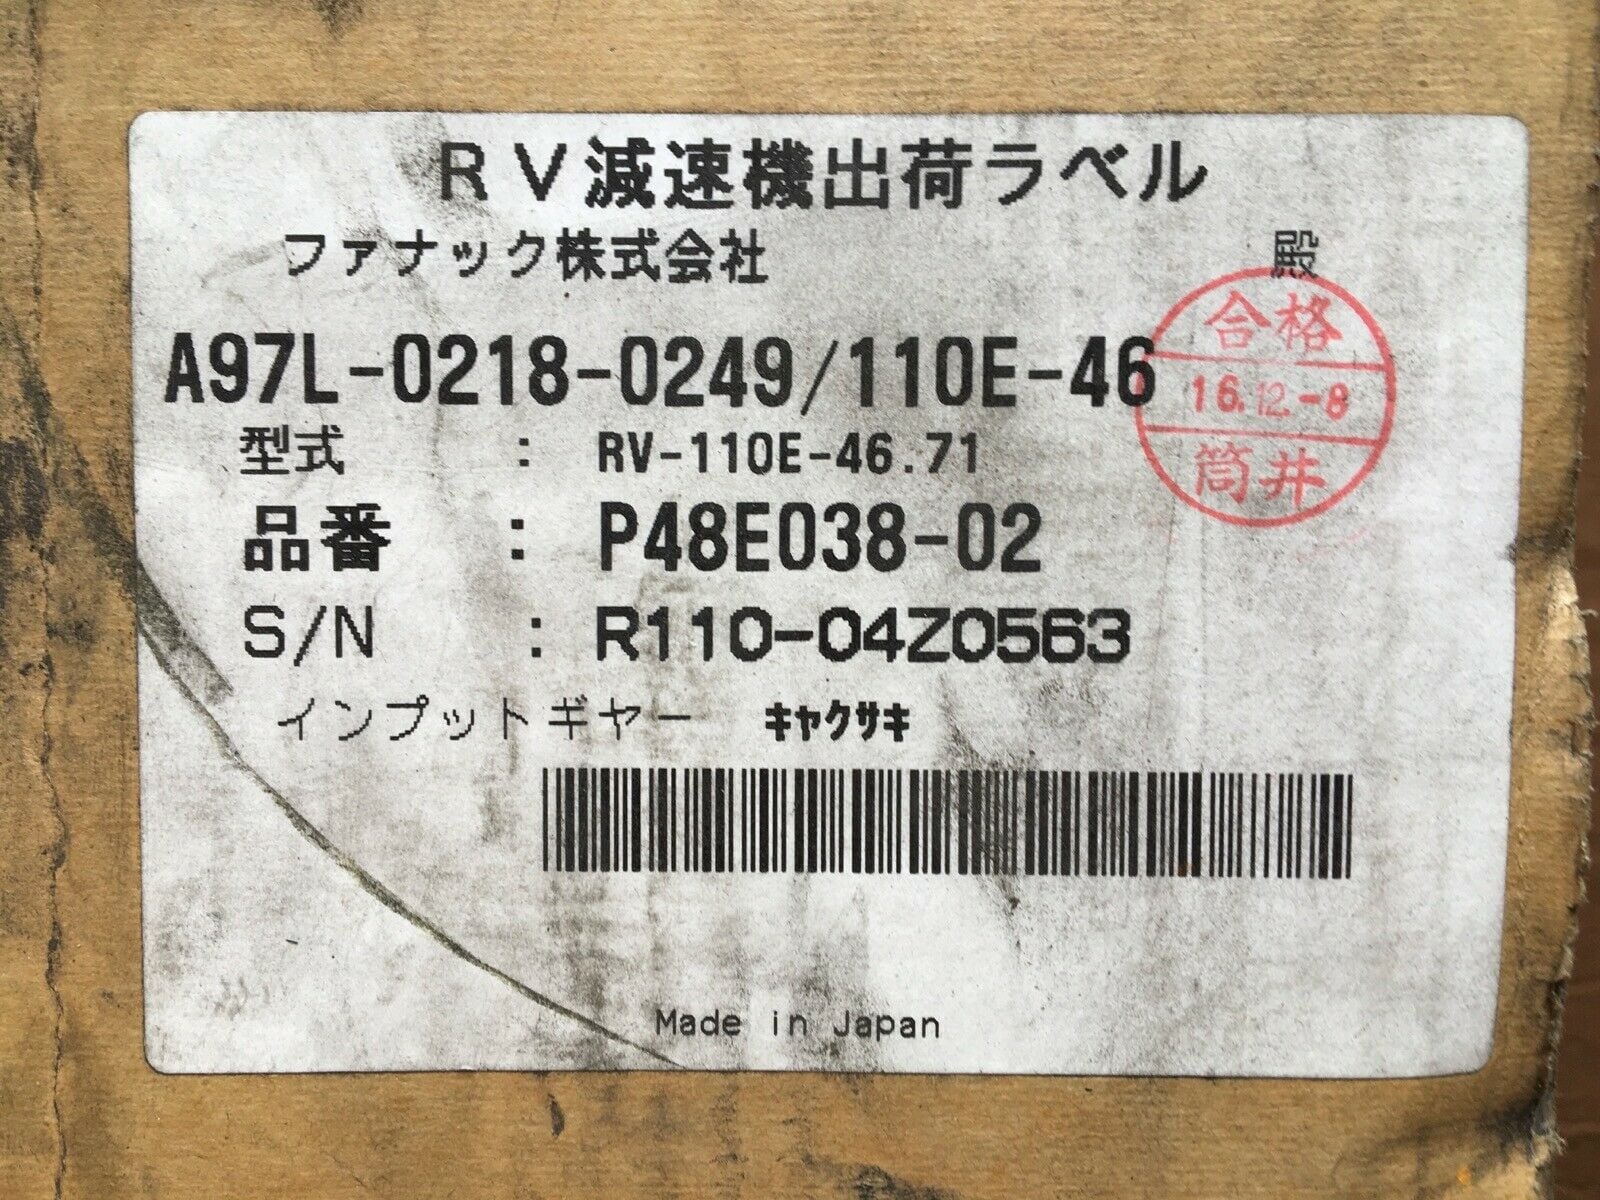 RV減速機出荷ラベル
ファナック株式会社 殿
合格
A97L-0218-0249/110E-46
16.12.-8
型式 : RV-110E-46.71
筒井
品番 : P48E038-02
S/N : R110-04Z0563
インプットギヤー ｷｬｸｻｷ
Made in Japan